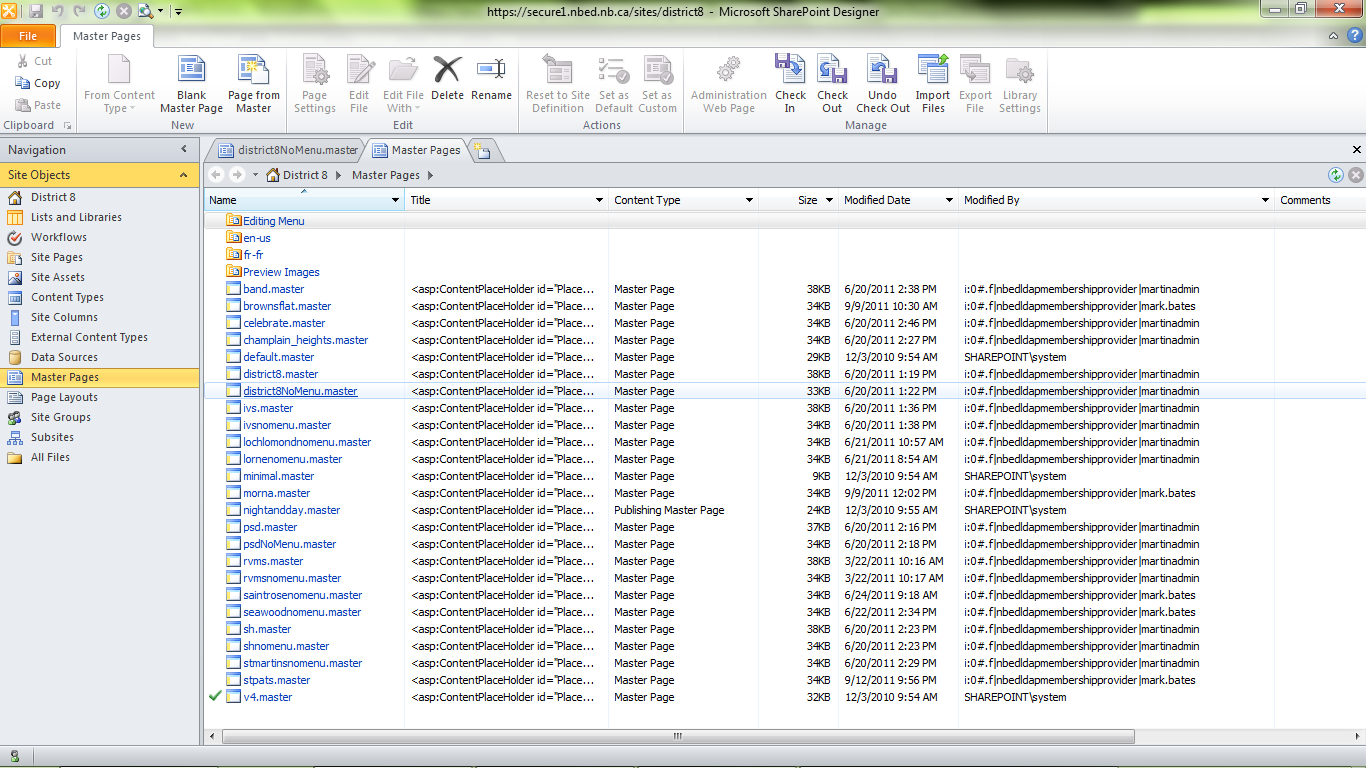 https://secure1.nbed.nb.ca/sites/district8 - Microsoft SharePoint Designer
File Master Pages
Cut
Copy
Paste
Clipboard
From Content Type
Blank Master Page
Page from Master
New
Page Settings
Edit File
Edit File With
Delete
Rename
Edit
Reset to Site Definition
Set as Default
Set as Custom
Actions
Administration Web Page
Check In
Check Out
Undo Check Out
Import Files
Export File
Library Settings
Manage
Navigation
Site Objects
District 8
Lists and Libraries
Workflows
Site Pages
Site Assets
Content Types
Site Columns
External Content Types
Data Sources
Master Pages
Page Layouts
Site Groups
Subsites
All Files
district8NoMenu.master Master Pages
District 8 Master Pages
Name Title Content Type Size Modified Date Modified By Comments
Editing Menu
en-us
fr-fr
Preview Images
band.master <asp:ContentPlaceHolder id="Place... Master Page 38KB 6/20/2011 2:38 PM i:0#.f|nbedldapmembershipprovider|martinadmin
brownsflat.master <asp:ContentPlaceHolder id="Place... Master Page 34KB 9/9/2011 10:30 AM i:0#.f|nbedldapmembershipprovider|mark.bates
celebrate.master <asp:ContentPlaceHolder id="Place... Master Page 34KB 6/20/2011 2:46 PM i:0#.f|nbedldapmembershipprovider|martinadmin
champlain_heights.master <asp:ContentPlaceHolder id="Place... Master Page 34KB 6/20/2011 2:27 PM i:0#.f|nbedldapmembershipprovider|martinadmin
default.master <asp:ContentPlaceHolder id="Place... Master Page 29KB 12/3/2010 9:54 AM SHAREPOINT\system
district8.master <asp:ContentPlaceHolder id="Place... Master Page 38KB 6/20/2011 1:19 PM i:0#.f|nbedldapmembershipprovider|martinadmin
district8NoMenu.master <asp:ContentPlaceHolder id="Place... Master Page 33KB 6/20/2011 1:22 PM i:0#.f|nbedldapmembershipprovider|martinadmin
ivs.master <asp:ContentPlaceHolder id="Place... Master Page 38KB 6/20/2011 1:36 PM i:0#.f|nbedldapmembershipprovider|martinadmin
ivsnomenu.master <asp:ContentPlaceHolder id="Place... Master Page 34KB 6/20/2011 1:38 PM i:0#.f|nbedldapmembershipprovider|martinadmin
lochlomondnomenu.master <asp:ContentPlaceHolder id="Place... Master Page 34KB 6/21/2011 10:57 AM i:0#.f|nbedldapmembershipprovider|martinadmin
lornenomenu.master <asp:ContentPlaceHolder id="Place... Master Page 34KB 6/21/2011 8:54 AM i:0#.f|nbedldapmembershipprovider|martinadmin
minimal.master <asp:ContentPlaceHolder id="Place... Master Page 9KB 12/3/2010 9:54 AM SHAREPOINT\system
morna.master <asp:ContentPlaceHolder id="Place... Master Page 34KB 9/9/2011 12:02 PM i:0#.f|nbedldapmembershipprovider|mark.bates
nightandday.master <asp:ContentPlaceHolder id="Place... Publishing Master Page 24KB 12/3/2010 9:55 AM SHAREPOINT\system
psd.master <asp:ContentPlaceHolder id="Place... Master Page 37KB 6/20/2011 2:16 PM i:0#.f|nbedldapmembershipprovider|martinadmin
psdNoMenu.master <asp:ContentPlaceHolder id="Place... Master Page 34KB 6/20/2011 2:18 PM i:0#.f|nbedldapmembershipprovider|martinadmin
rvms.master <asp:ContentPlaceHolder id="Place... Master Page 38KB 3/22/2011 10:16 AM i:0#.f|nbedldapmembershipprovider|martinadmin
rvmsnomenu.master <asp:ContentPlaceHolder id="Place... Master Page 34KB 3/22/2011 10:17 AM i:0#.f|nbedldapmembershipprovider|martinadmin
saintrosenomenu.master <asp:ContentPlaceHolder id="Place... Master Page 34KB 6/24/2011 9:18 AM i:0#.f|nbedldapmembershipprovider|mark.bates
seawoodnomenu.master <asp:ContentPlaceHolder id="Place... Master Page 34KB 6/22/2011 2:34 PM i:0#.f|nbedldapmembershipprovider|mark.bates
sh.master <asp:ContentPlaceHolder id="Place... Master Page 38KB 6/20/2011 2:23 PM i:0#.f|nbedldapmembershipprovider|martinadmin
shnomenu.master <asp:ContentPlaceHolder id="Place... Master Page 34KB 6/20/2011 2:23 PM i:0#.f|nbedldapmembershipprovider|martinadmin
stmartinsnomenu.master <asp:ContentPlaceHolder id="Place... Master Page 34KB 6/20/2011 2:29 PM i:0#.f|nbedldapmembershipprovider|martinadmin
stpats.master <asp:ContentPlaceHolder id="Place... Master Page 34KB 9/12/2011 9:56 PM i:0#.f|nbedldapmembershipprovider|mark.bates
v4.master <asp:ContentPlaceHolder id="Place... Master Page 32KB 12/3/2010 9:54 AM SHAREPOINT\system